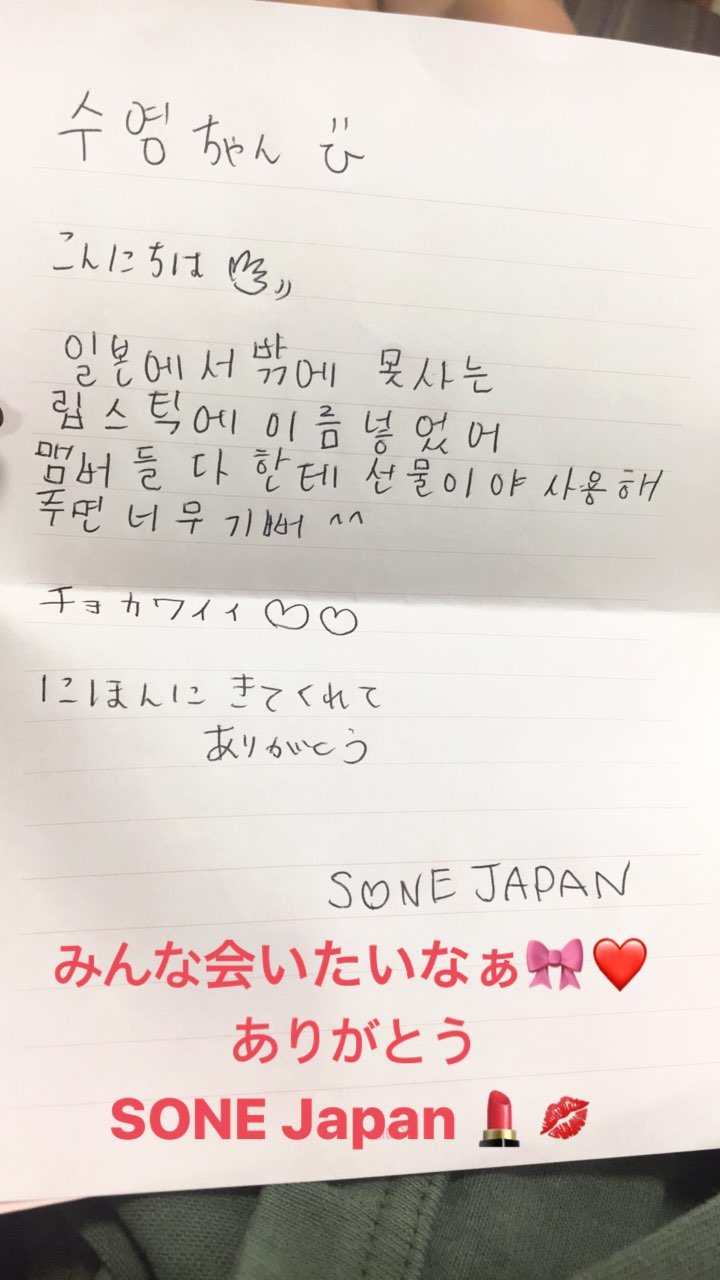 수영ちゃん
こんにちは
일본에서 밖에 못사는
립스틱에 이름 넣었어
맴버들 다 한테 선물이야 사용해
주면 너무 기뻐 ^^
チョカワイイ ♡♡
にほんに きてくれて
ありがとう
S♡NE JAPAN
みんな会いたいなぁ🎀❤️
ありがとう
SONE Japan 💄💋